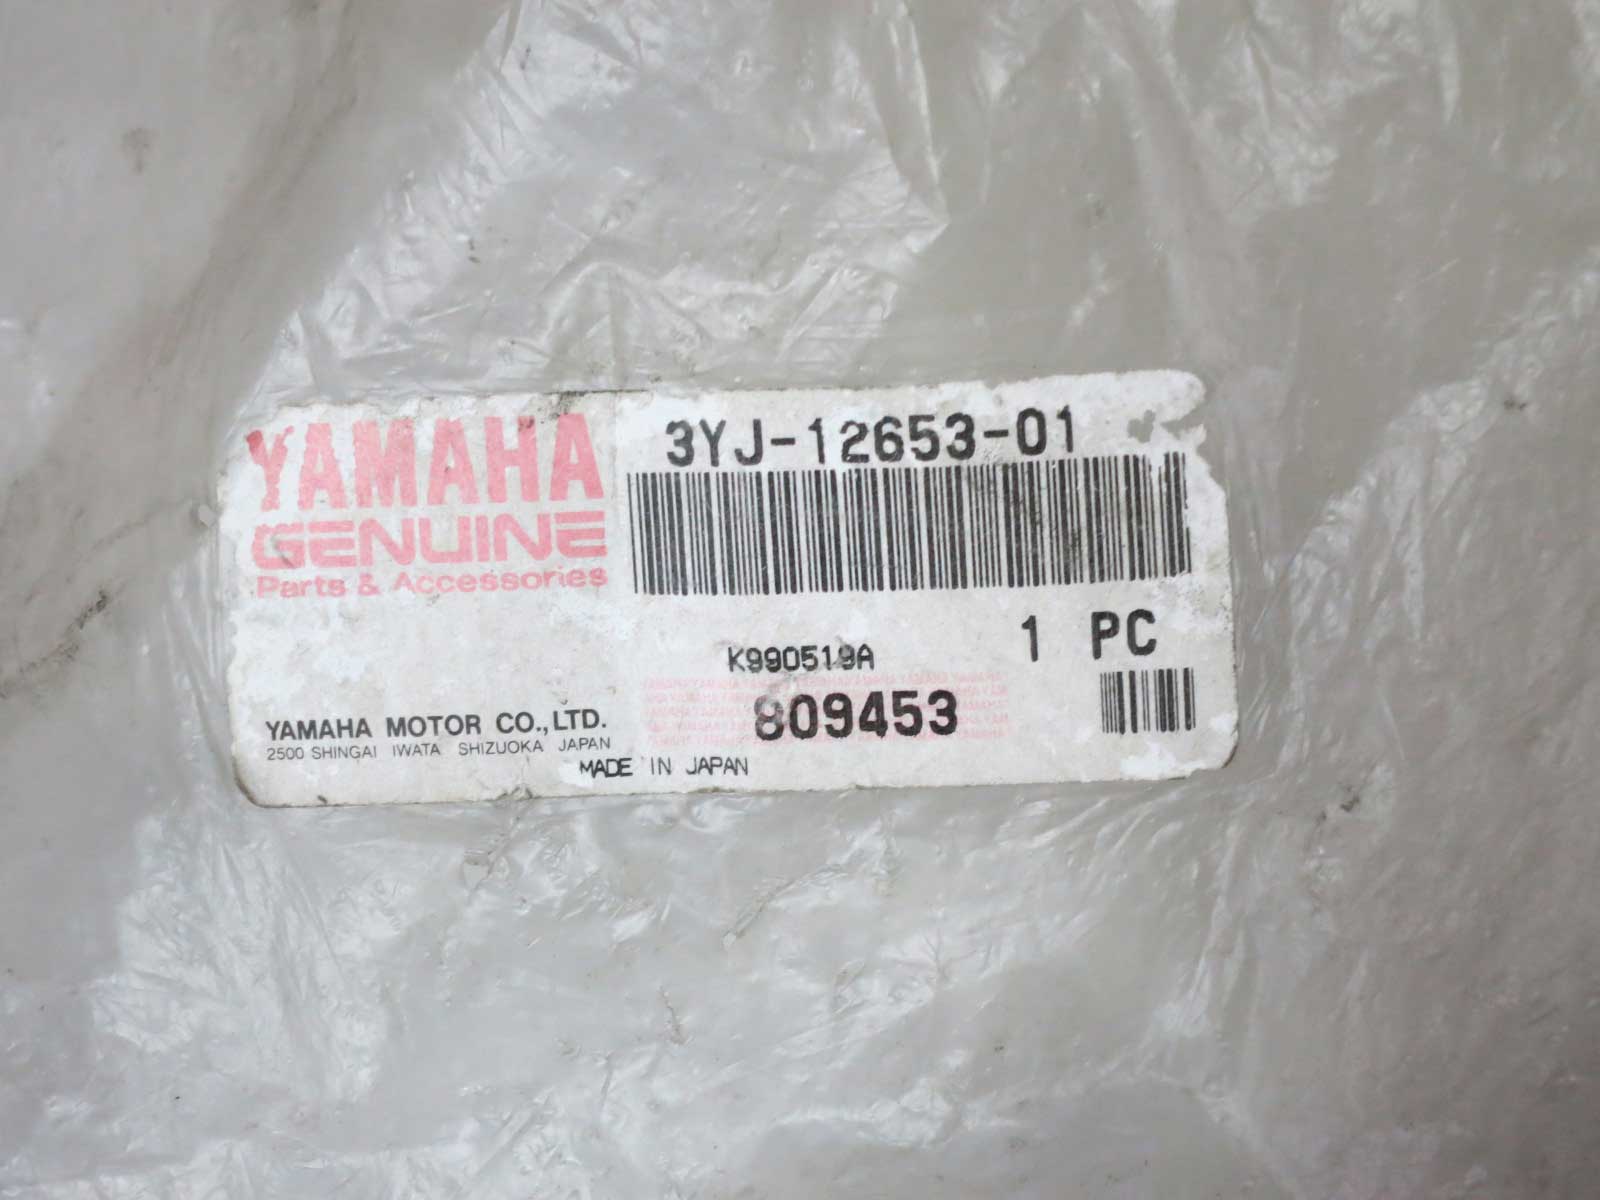 YAMAHA
GENUINE
Parts & Accessories
3YJ-12653-01
1 PC
K990519A
809453
YAMAHA MOTOR CO.,LTD.
2500 SHINGAI IWATA SHIZUOKA JAPAN
MADE IN JAPAN